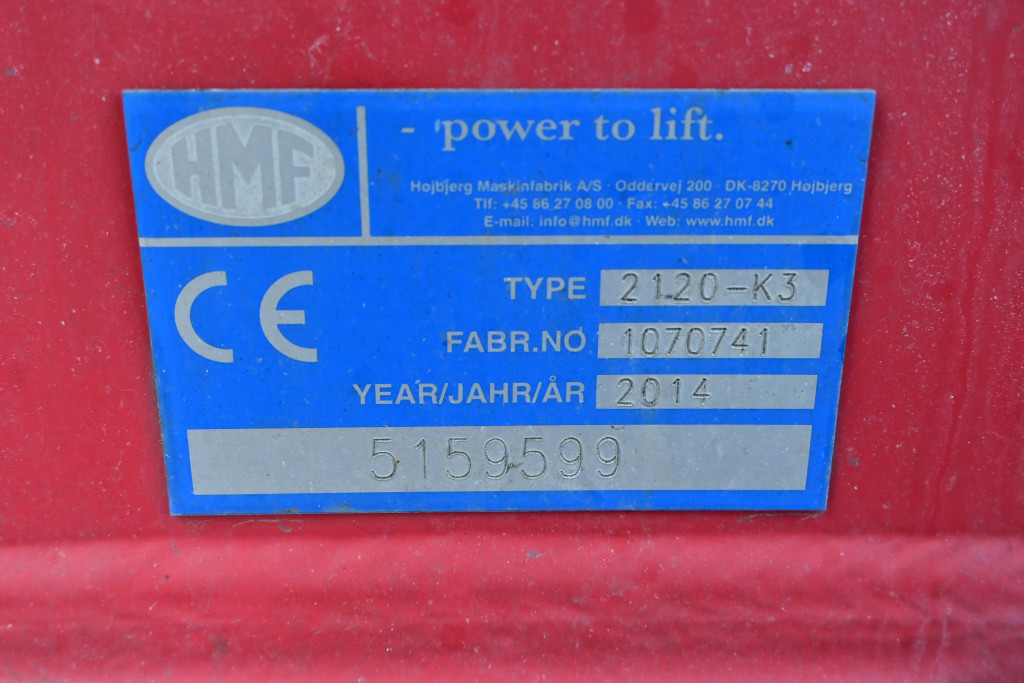 HMF
- power to lift.
Højbjerg Maskinfabrik A/S · Oddervej 200 · DK-8270 Højbjerg
Tlf: +45 86 27 08 00 · Fax: +45 86 27 07 44
E-mail: info@hmf.dk · Web: www.hmf.dk
CE
TYPE 2120-K3
FABR.NO 1070741
YEAR/JAHR/ÅR 2014
5159599